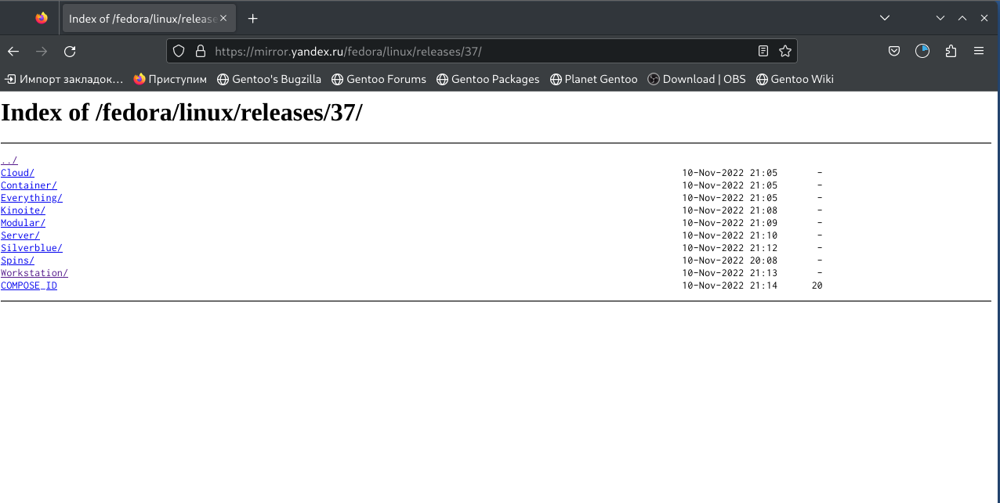 Index of /fedora/linux/release
https://mirror.yandex.ru/fedora/linux/releases/37/
Импорт закладок… Приступим Gentoo's Bugzilla Gentoo Forums Gentoo Packages Planet Gentoo Download | OBS Gentoo Wiki
Index of /fedora/linux/releases/37/
../
Cloud/ 10-Nov-2022 21:05 -
Container/ 10-Nov-2022 21:05 -
Everything/ 10-Nov-2022 21:05 -
Kinoite/ 10-Nov-2022 21:08 -
Modular/ 10-Nov-2022 21:09 -
Server/ 10-Nov-2022 21:10 -
Silverblue/ 10-Nov-2022 21:12 -
Spins/ 10-Nov-2022 20:08 -
Workstation/ 10-Nov-2022 21:13 -
COMPOSE_ID 10-Nov-2022 21:14 20